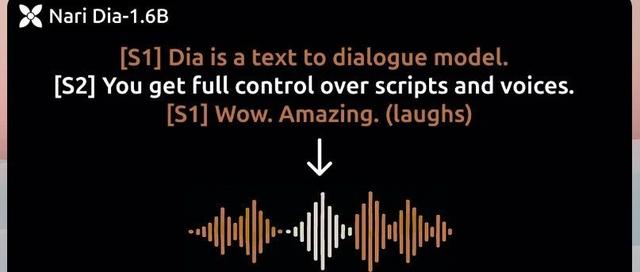 Nari Dia-1.6B
[S1] Dia is a text to dialogue model.
[S2] You get full control over scripts and voices.
[S1] Wow. Amazing. (laughs)